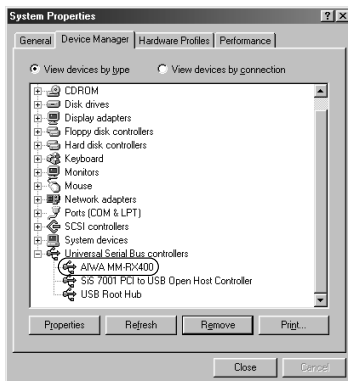 System Properties
General Device Manager Hardware Profiles Performance
View devices by type View devices by connection
CDROM
Disk drives
Display adapters
Floppy disk controllers
Hard disk controllers
Keyboard
Monitors
Mouse
Network adapters
Ports (COM & LPT)
SCSI controllers
System devices
Universal Serial Bus controllers
AIWA MM-RX400
SiS 7001 PCI to USB Open Host Controller
USB Root Hub
Properties Refresh Remove Print...
Close Cancel